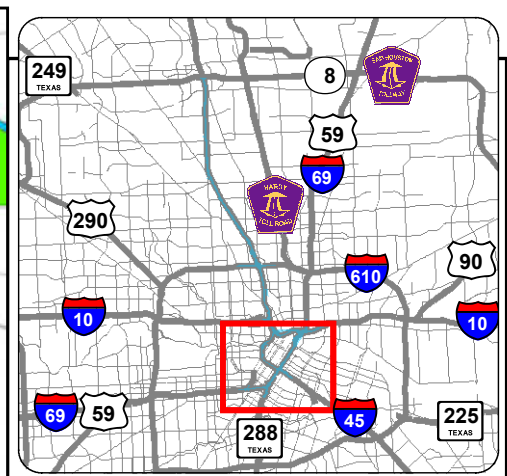 249
TEXAS
8
SAM HOUSTON
TOLLWAY
59
69
HARDY
TOLL ROAD
290
90
610
10
10
69
59
288
TEXAS
45
225
TEXAS